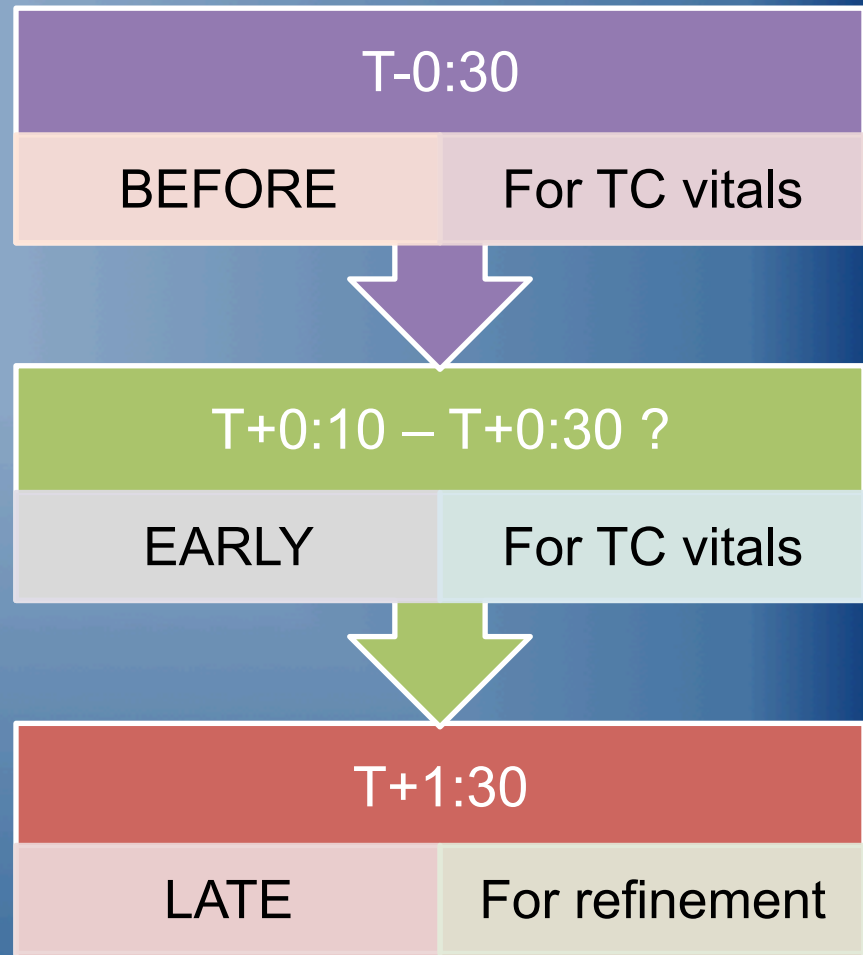 T-0:30
BEFORE For TC vitals
T+0:10 – T+0:30 ?
EARLY For TC vitals
T+1:30
LATE For refinement